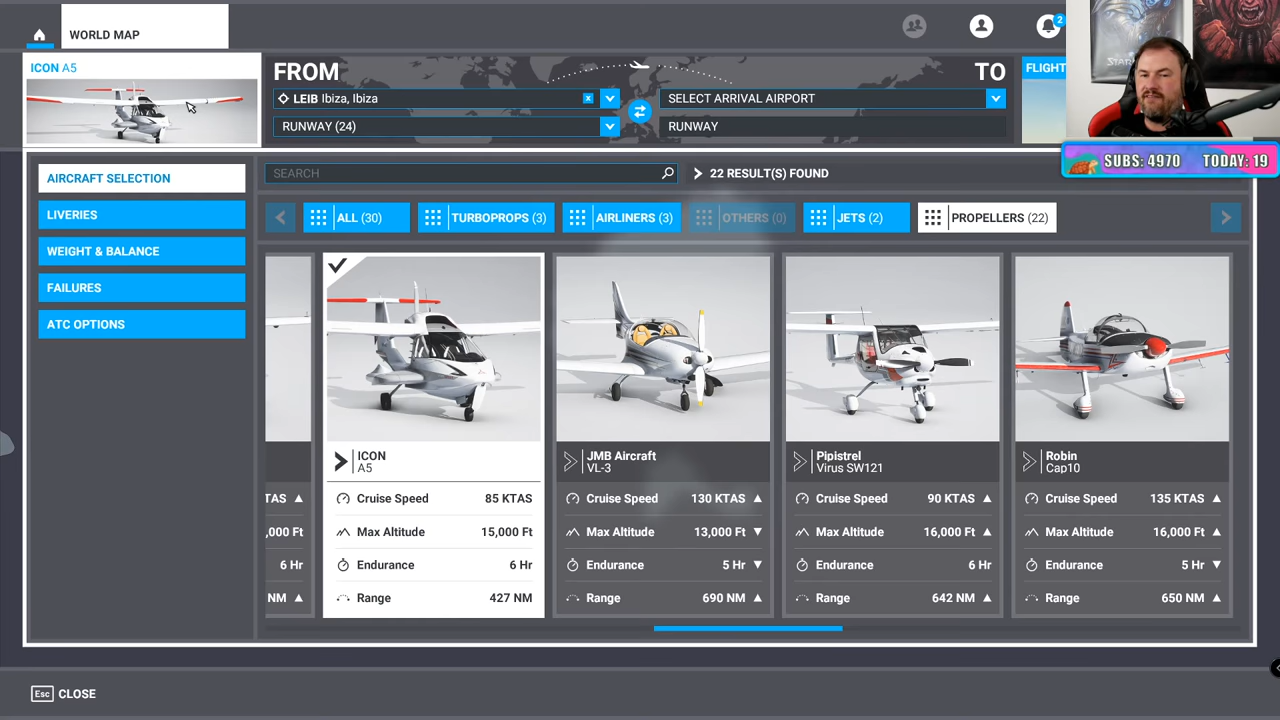 WORLD MAP
2
ICON A5
FROM
LEIB Ibiza, Ibiza
x
RUNWAY (24)
TO
SELECT ARRIVAL AIRPORT
RUNWAY
FLIGHT
SUBS: 4970 TODAY: 19
AIRCRAFT SELECTION
LIVERIES
WEIGHT & BALANCE
FAILURES
ATC OPTIONS
SEARCH
22 RESULT(S) FOUND
ALL (30)
TURBOPROPS (3)
AIRLINERS (3)
OTHERS (0)
JETS (2)
PROPELLERS (22)
TAS
,000 Ft
6 Hr
NM
ICON
A5
Cruise Speed 85 KTAS
Max Altitude 15,000 Ft
Endurance 6 Hr
Range 427 NM
JMB Aircraft
VL-3
Cruise Speed 130 KTAS
Max Altitude 13,000 Ft
Endurance 5 Hr
Range 690 NM
Pipistrel
Virus SW121
Cruise Speed 90 KTAS
Max Altitude 16,000 Ft
Endurance 6 Hr
Range 642 NM
Robin
Cap10
Cruise Speed 135 KTAS
Max Altitude 16,000 Ft
Endurance 5 Hr
Range 650 NM
Esc CLOSE